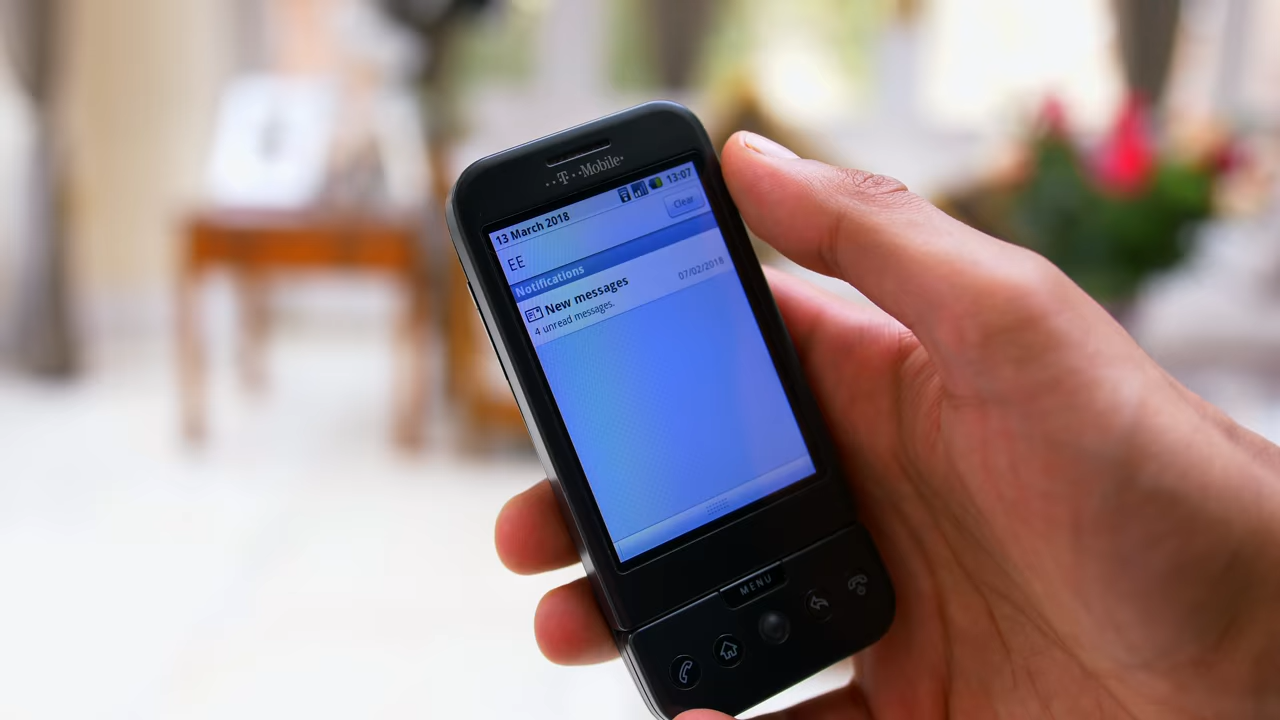 ··T··Mobile·
13:07
13 March 2018
Clear
EE
Notifications
New messages
07/02/2018
4 unread messages.
MENU